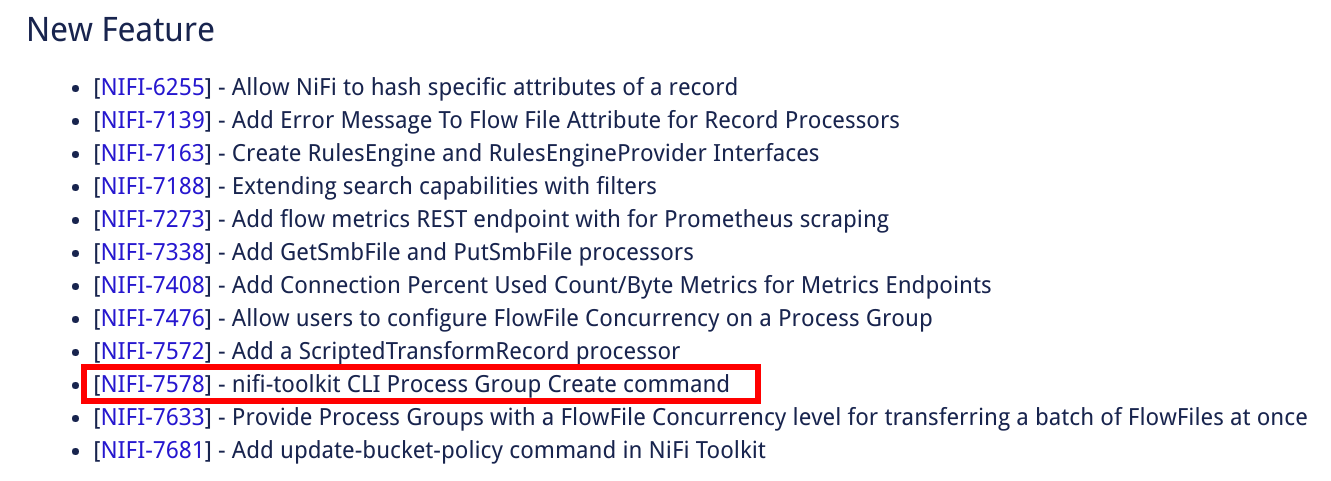 New Feature
[NIFI-6255] - Allow NiFi to hash specific attributes of a record
[NIFI-7139] - Add Error Message To Flow File Attribute for Record Processors
[NIFI-7163] - Create RulesEngine and RulesEngineProvider Interfaces
[NIFI-7188] - Extending search capabilities with filters
[NIFI-7273] - Add flow metrics REST endpoint with for Prometheus scraping
[NIFI-7338] - Add GetSmbFile and PutSmbFile processors
[NIFI-7408] - Add Connection Percent Used Count/Byte Metrics for Metrics Endpoints
[NIFI-7476] - Allow users to configure FlowFile Concurrency on a Process Group
[NIFI-7572] - Add a ScriptedTransformRecord processor
[NIFI-7578] - nifi-toolkit CLI Process Group Create command
[NIFI-7633] - Provide Process Groups with a FlowFile Concurrency level for transferring a batch of FlowFiles at once
[NIFI-7681] - Add update-bucket-policy command in NiFi Toolkit